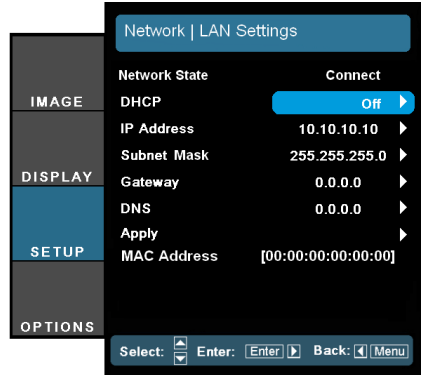 Network | LAN Settings
Network State Connect
DHCP Off
IP Address 10.10.10.10
Subnet Mask 255.255.255.0
Gateway 0.0.0.0
DNS 0.0.0.0
Apply
MAC Address [00:00:00:00:00:00]
IMAGE
DISPLAY
SETUP
OPTIONS
Select: Enter: Enter Back: Menu